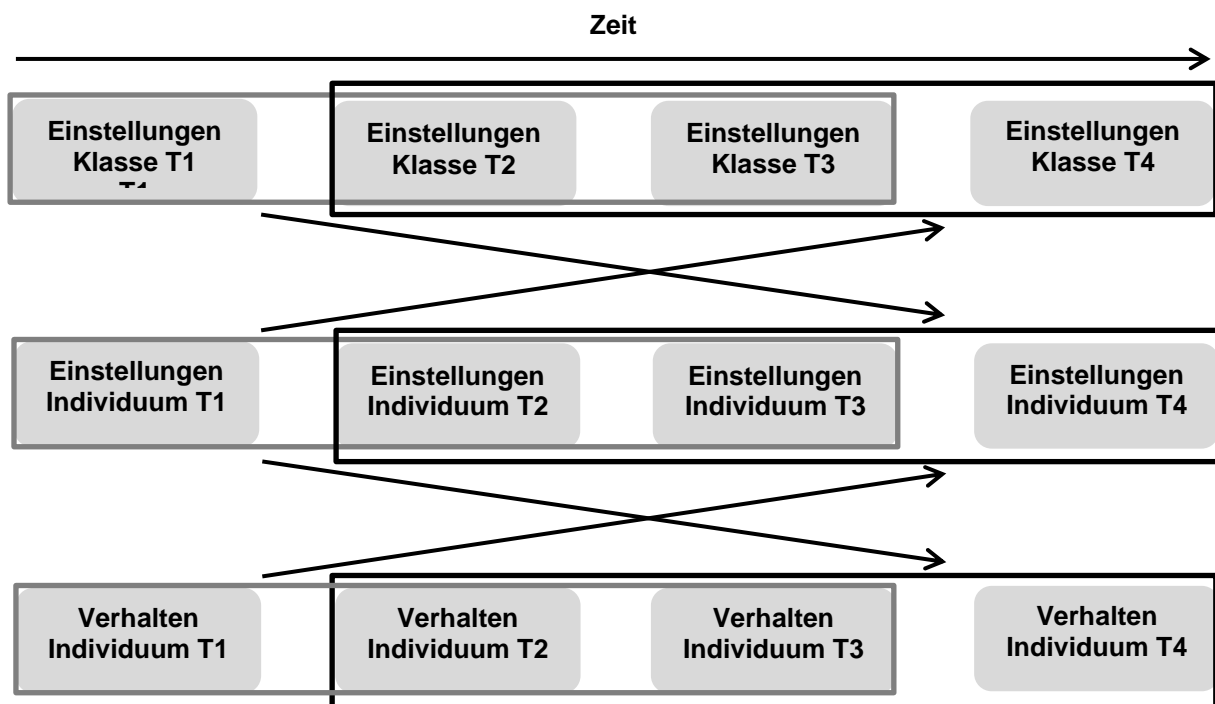 Zeit
Einstellungen
Klasse T1
T1
Einstellungen
Klasse T2
Einstellungen
Klasse T3
Einstellungen
Klasse T4
Einstellungen
Individuum T1
Einstellungen
Individuum T2
Einstellungen
Individuum T3
Einstellungen
Individuum T4
Verhalten
Individuum T1
Verhalten
Individuum T2
Verhalten
Individuum T3
Verhalten
Individuum T4